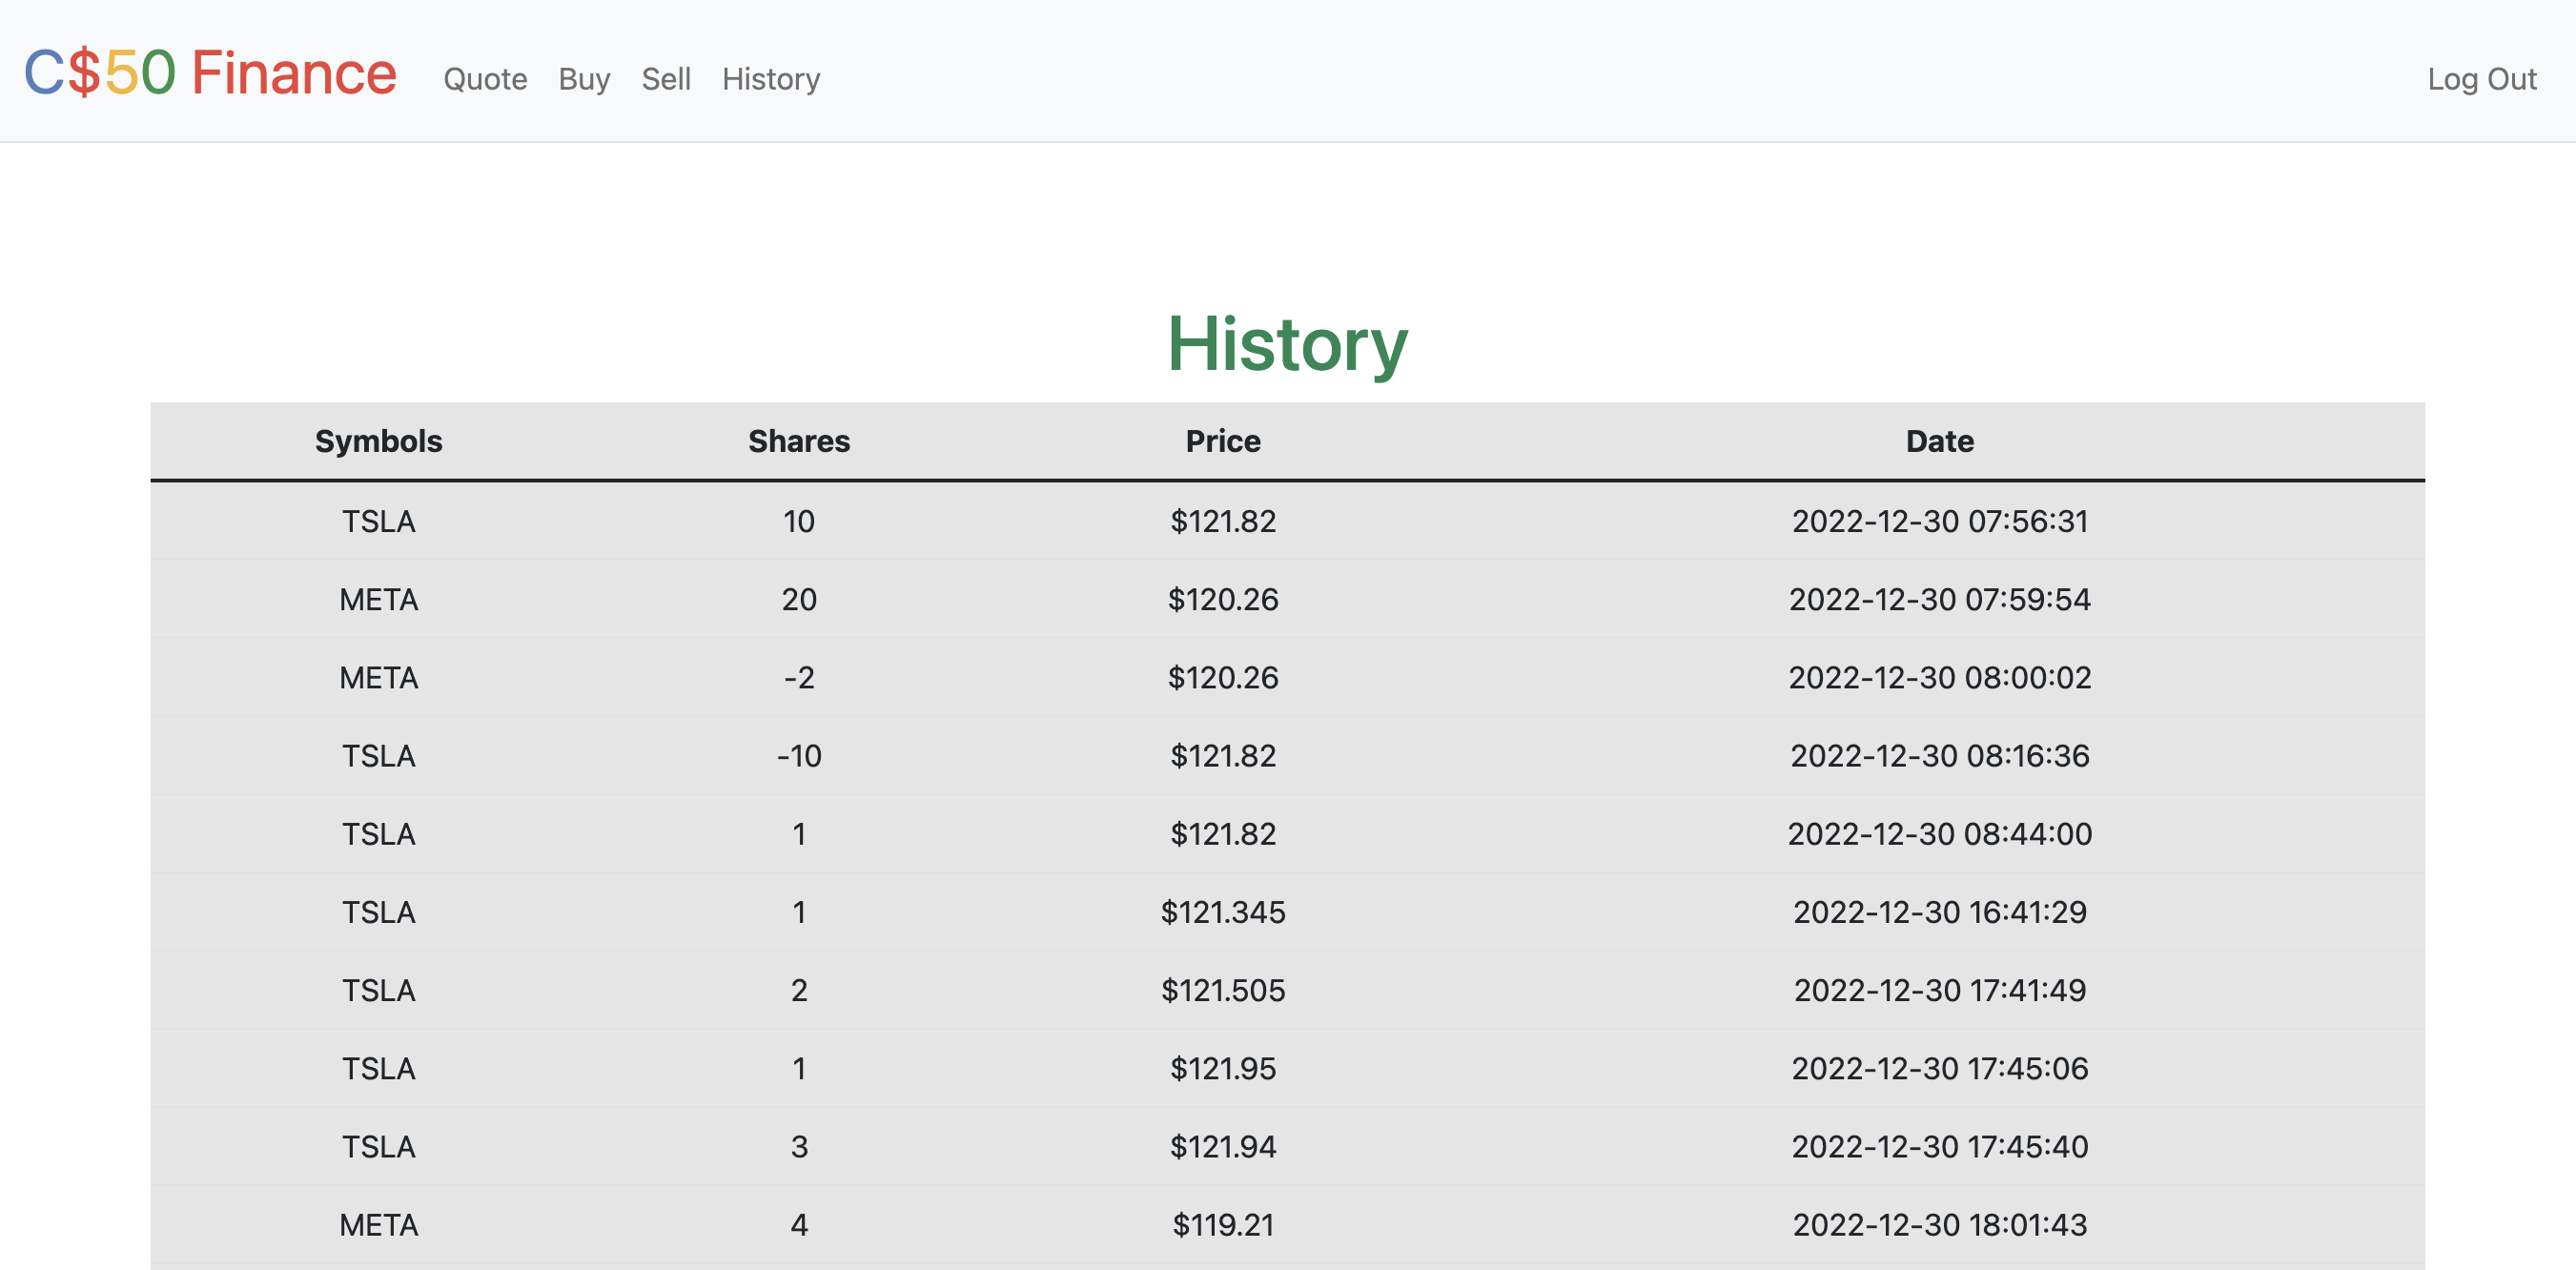 C$50 Finance Quote Buy Sell History Log Out
History
Symbols Shares Price Date
TSLA 10 $121.82 2022-12-30 07:56:31
META 20 $120.26 2022-12-30 07:59:54
META -2 $120.26 2022-12-30 08:00:02
TSLA -10 $121.82 2022-12-30 08:16:36
TSLA 1 $121.82 2022-12-30 08:44:00
TSLA 1 $121.345 2022-12-30 16:41:29
TSLA 2 $121.505 2022-12-30 17:41:49
TSLA 1 $121.95 2022-12-30 17:45:06
TSLA 3 $121.94 2022-12-30 17:45:40
META 4 $119.21 2022-12-30 18:01:43